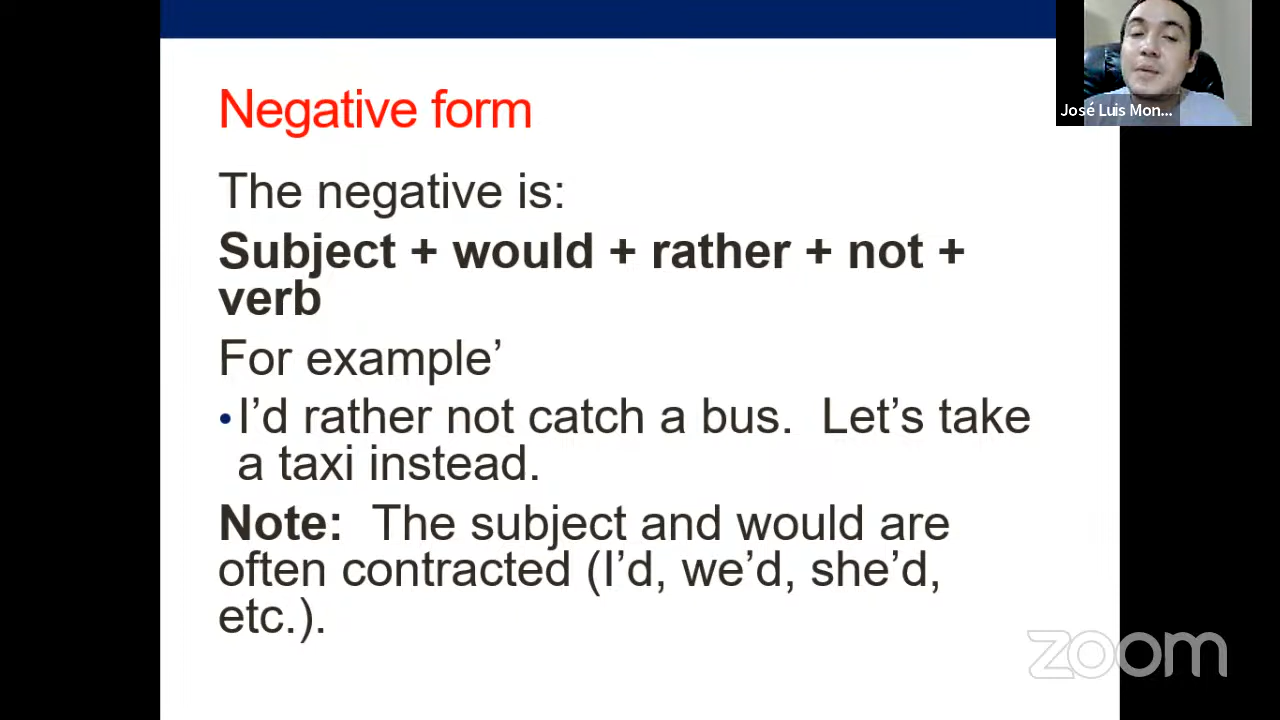 Negative form
The negative is:
Subject + would + rather + not +
verb
For example’
•I’d rather not catch a bus.  Let’s take
a taxi instead.
Note:  The subject and would are
often contracted (I’d, we’d, she’d,
etc.).
José Luis Mon...
zoom